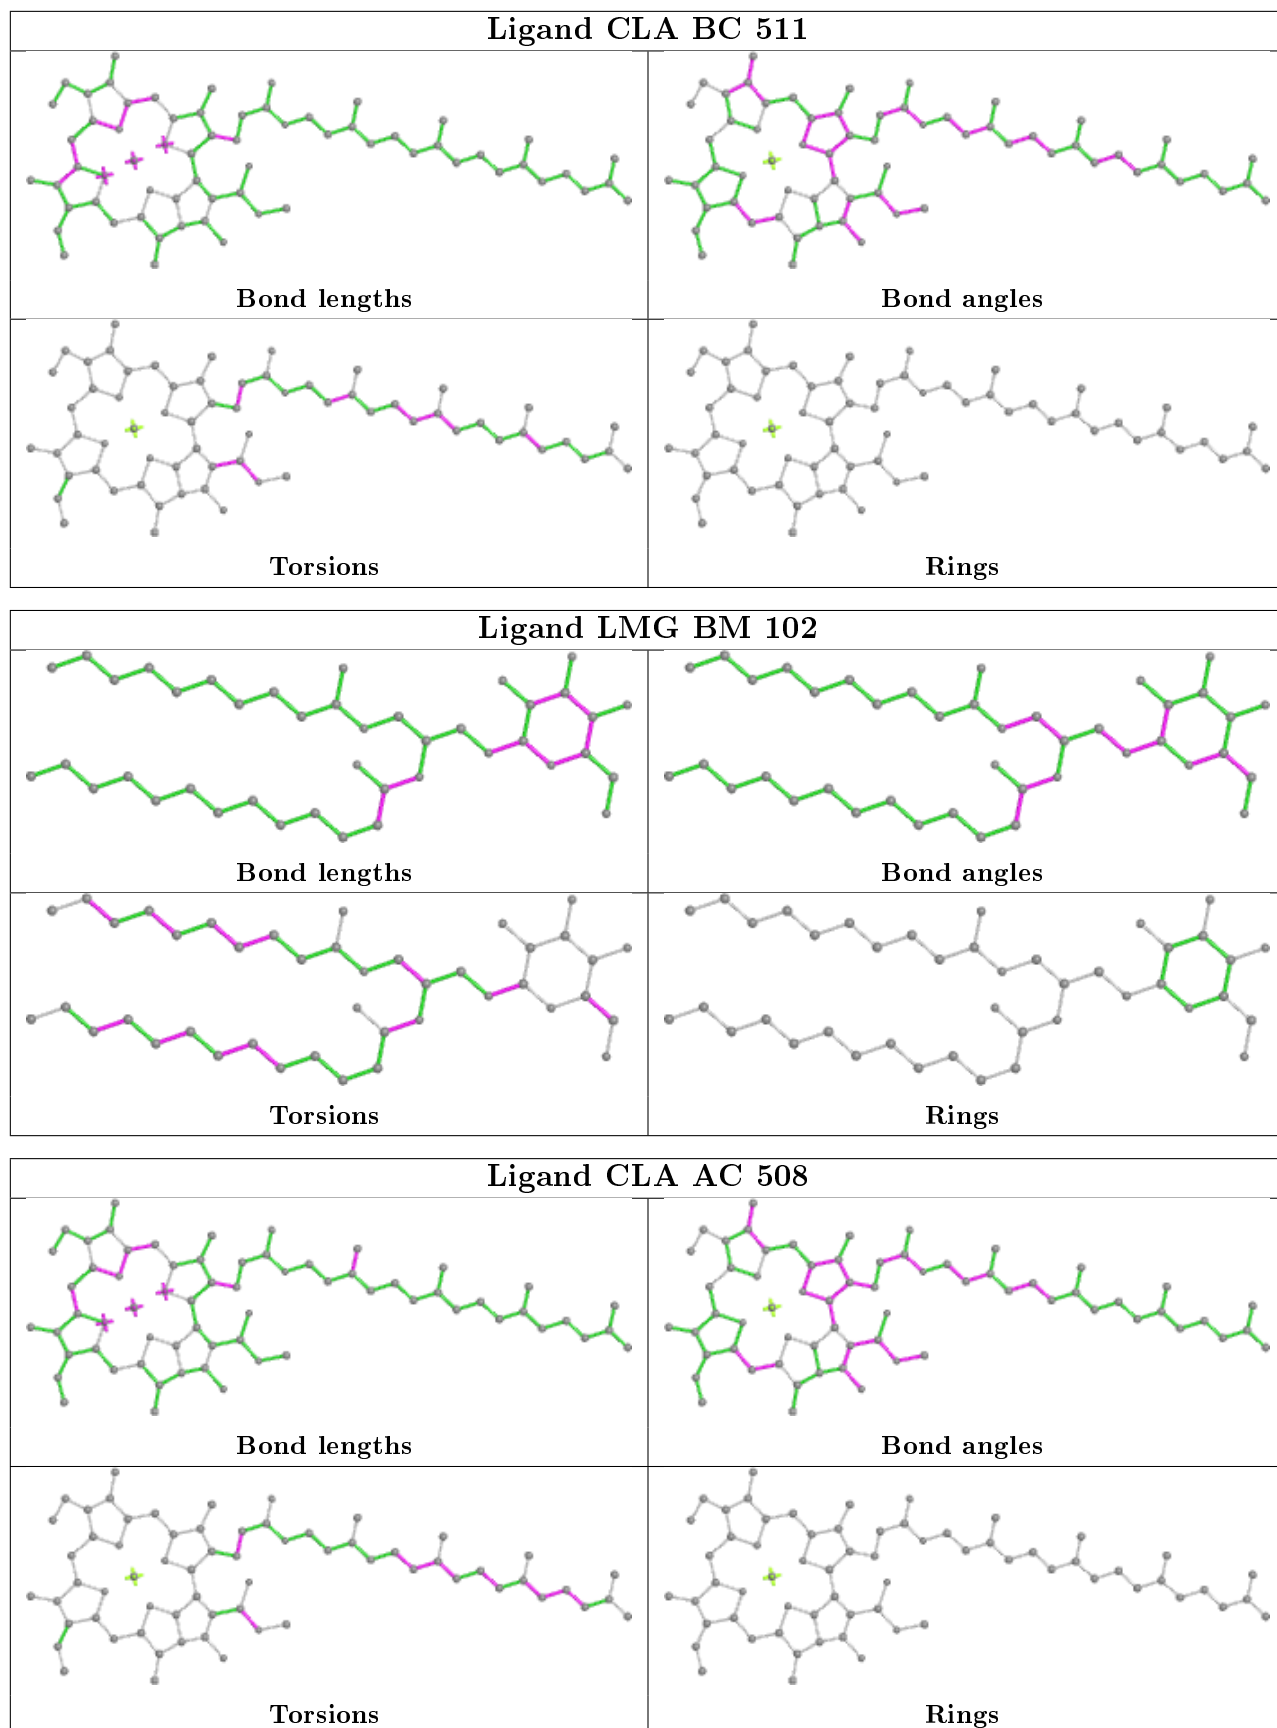 Ligand CLA BC 511
Bond lengths
Bond angles
Torsions
Rings
Ligand LMG BM 102
Bond lengths
Bond angles
Torsions
Rings
Ligand CLA AC 508
Bond lengths
Bond angles
Torsions
Rings